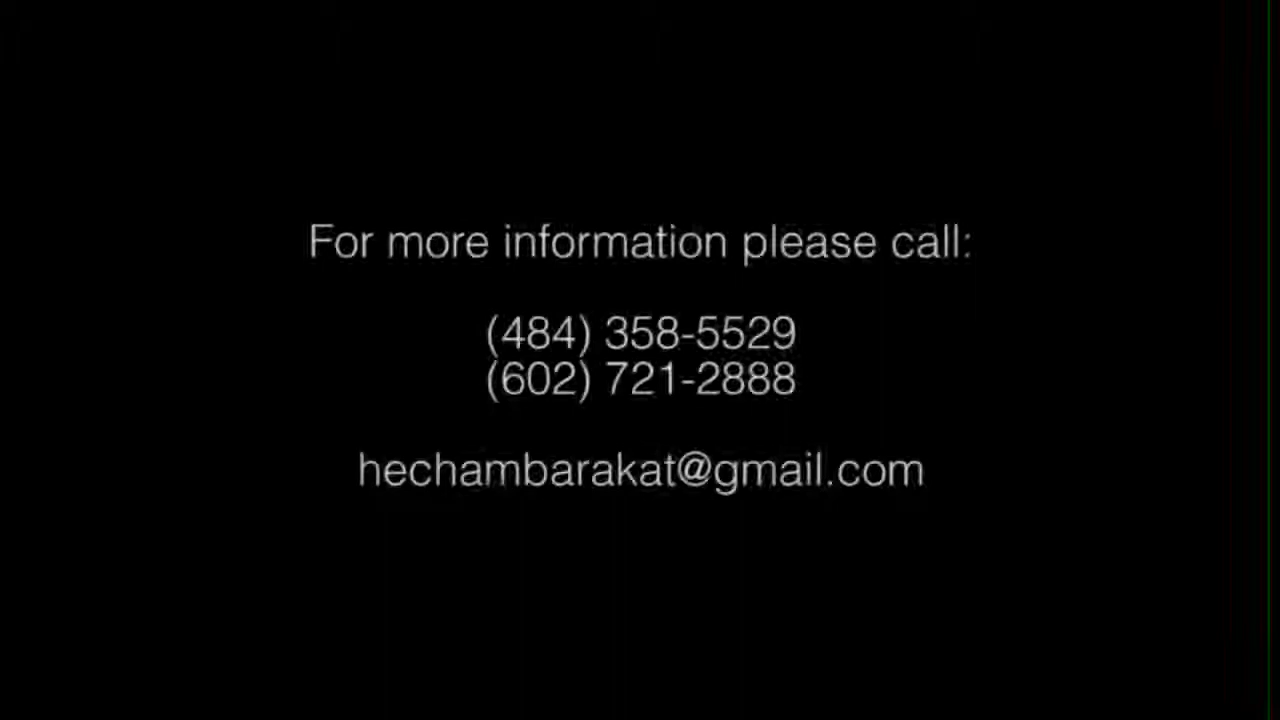 For more information please call:
(484) 358-5529
(602) 721-2888
hechambarakat@gmail.com